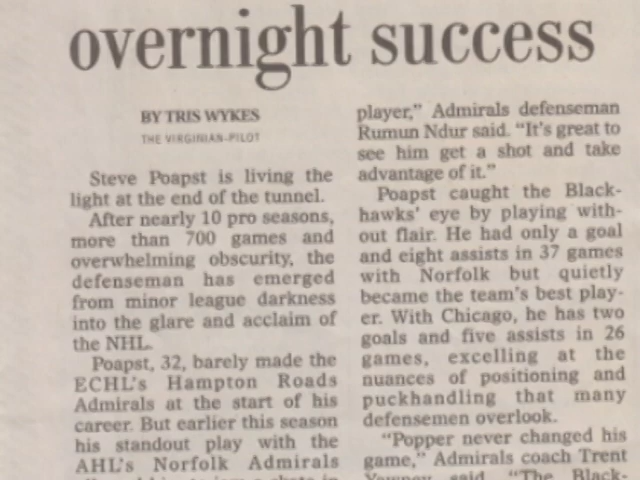 overnight success
BY TRIS WYKES
THE VIRGINIAN-PILOT
Steve Poapst is living the
light at the end of the tunnel.
After nearly 10 pro seasons,
more than 700 games and
overwhelming obscurity, the
defenseman has emerged
from minor league darkness
into the glare and acclaim of
the NHL.
Poapst, 32, barely made the
ECHL's Hampton Roads
Admirals at the start of his
career. But earlier this season
his standout play with the
AHL's Norfolk Admirals
player," Admirals defenseman
Rumun Ndur said. "It's great to
see him get a shot and take
advantage of it."
Poapst caught the Black-
hawks' eye by playing with-
out flair. He had only a goal
and eight assists in 37 games
with Norfolk but quietly
became the team's best play-
er. With Chicago, he has two
goals and five assists in 26
games, excelling at the
nuances of positioning and
puckhandling that many
defensemen overlook.
"Popper never changed his
game," Admirals coach Trent
Yawney said. "The Black-